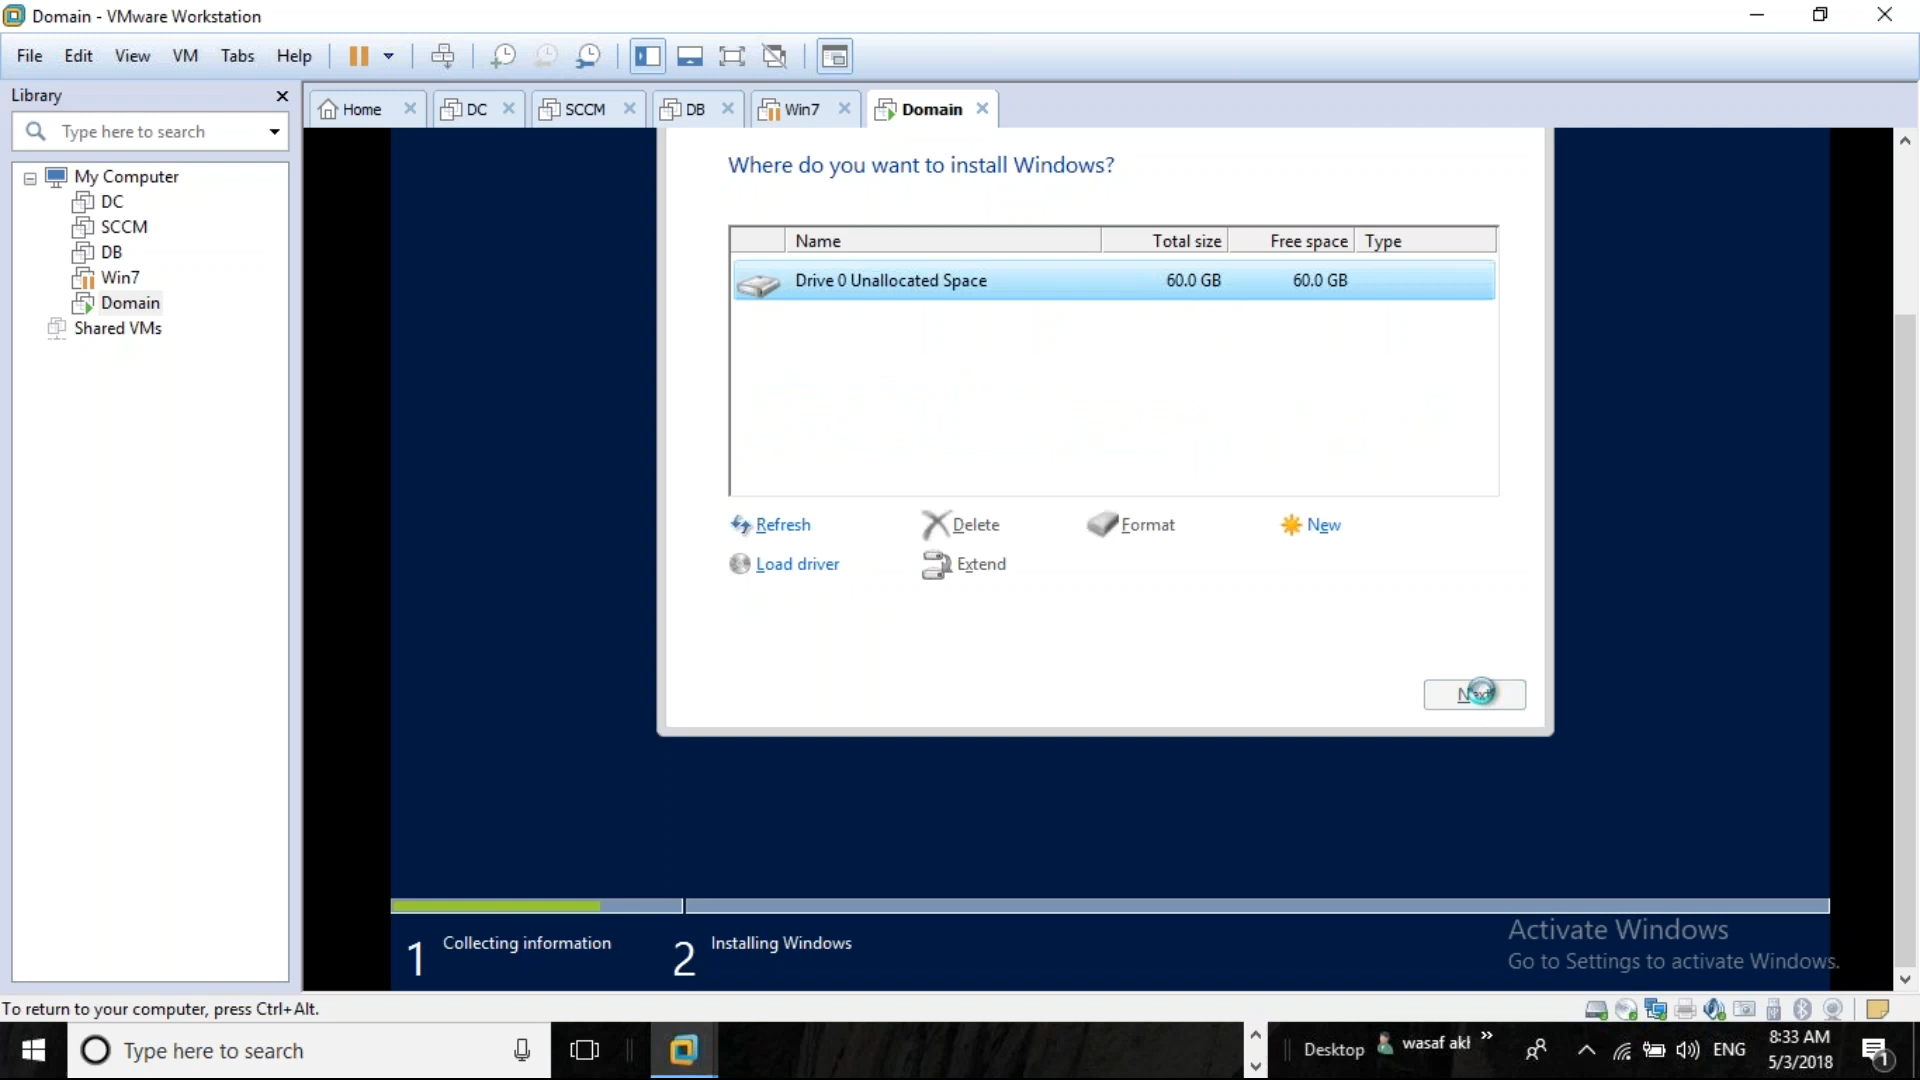 Domain - VMware Workstation
File Edit View VM Tabs Help
Library
Home DC SCCM DB Win7 Domain
Type here to search
My Computer
DC
SCCM
DB
Win7
Domain
Shared VMs
Where do you want to install Windows?
Name Total size Free space Type
Drive 0 Unallocated Space 60.0 GB 60.0 GB
Refresh Delete Format New
Load driver Extend
Next
1 Collecting information 2 Installing Windows
Activate Windows
Go to Settings to activate Windows.
To return to your computer, press Ctrl+Alt.
Type here to search
Desktop wasaf akl » ENG 8:33 AM
5/3/2018
1